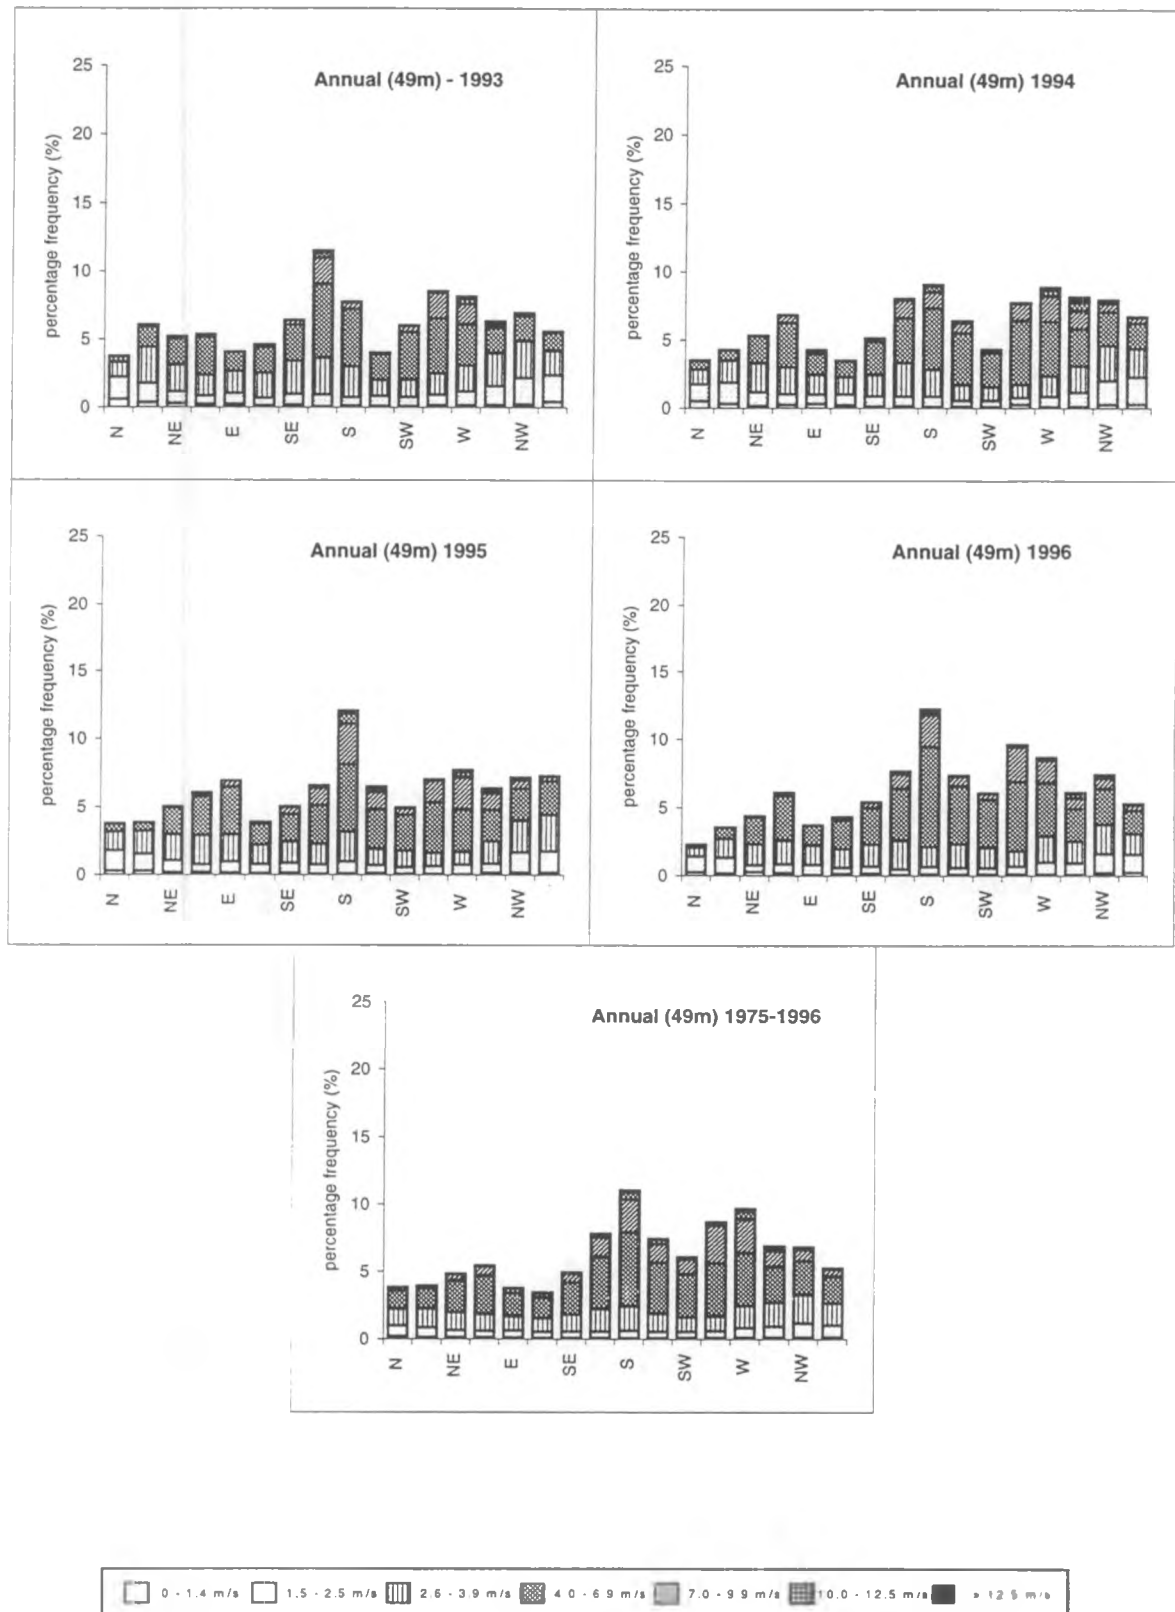 Annual (49m) - 1993
percentage frequency (%)
25
20
15
10
5
0
N
NE
E
SE
S
SW
W
NW
Annual (49m) 1994
percentage frequency (%)
25
20
15
10
5
0
N
NE
E
SE
S
SW
W
NW
Annual (49m) 1995
percentage frequency (%)
25
20
15
10
5
0
N
NE
E
SE
S
SW
W
NW
Annual (49m) 1996
percentage frequency (%)
25
20
15
10
5
0
N
NE
E
SE
S
SW
W
NW
Annual (49m) 1975-1996
percentage frequency (%)
25
20
15
10
5
0
N
NE
E
SE
S
SW
W
NW
0 - 1.4 m/s 1.5 - 2.5 m/s 2.6 - 3.9 m/s 4.0 - 6.9 m/s 7.0 - 9.9 m/s 10.0 - 12.5 m/s > 12.5 m/s